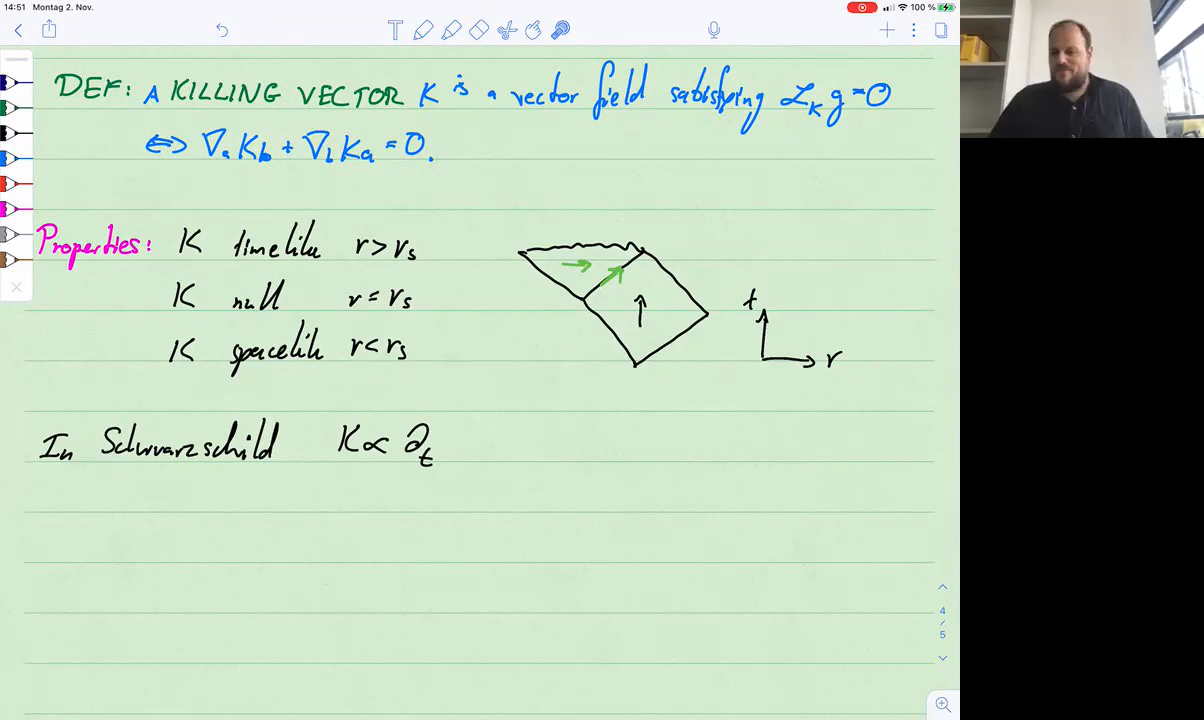 14:51 Montag 2. Nov.
100 %
DEF: A KILLING VECTOR K is a vector field satisfying ℒ_K g = 0
⇔ ∇_a K_b + ∇_b K_a = 0.
Properties: K timelike r > r_s
K null r = r_s
K spacelike r < r_s
t
r
In Schwarzschild K ∝ ∂_t
4
/
5